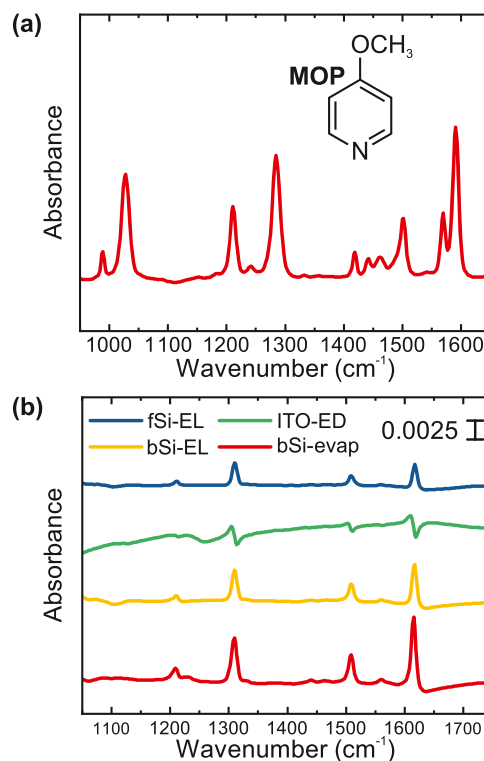 (a)
OCH3
MOP
N
Absorbance
1000 1100 1200 1300 1400 1500 1600
Wavenumber (cm-1)
(b)
fSi-EL ITO-ED
bSi-EL bSi-evap
0.0025
Absorbance
1100 1200 1300 1400 1500 1600 1700
Wavenumber (cm-1)